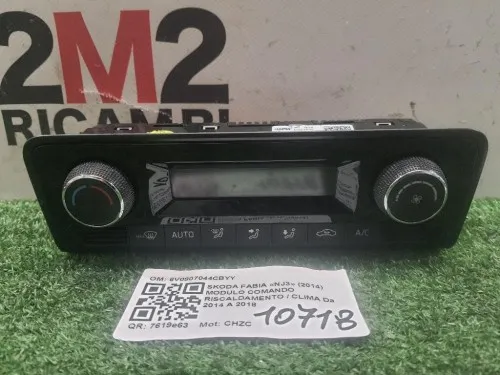 2M2
RICAMBI
AUTO
A/C
OM: 6V0907044CBYY
SKODA FABIA «NJ3» (2014)
MODULO COMANDO
RISCALDAMENTO / CLIMA Da
2014 A 2018
QR: 7619e63 Mot: CHZC
10718